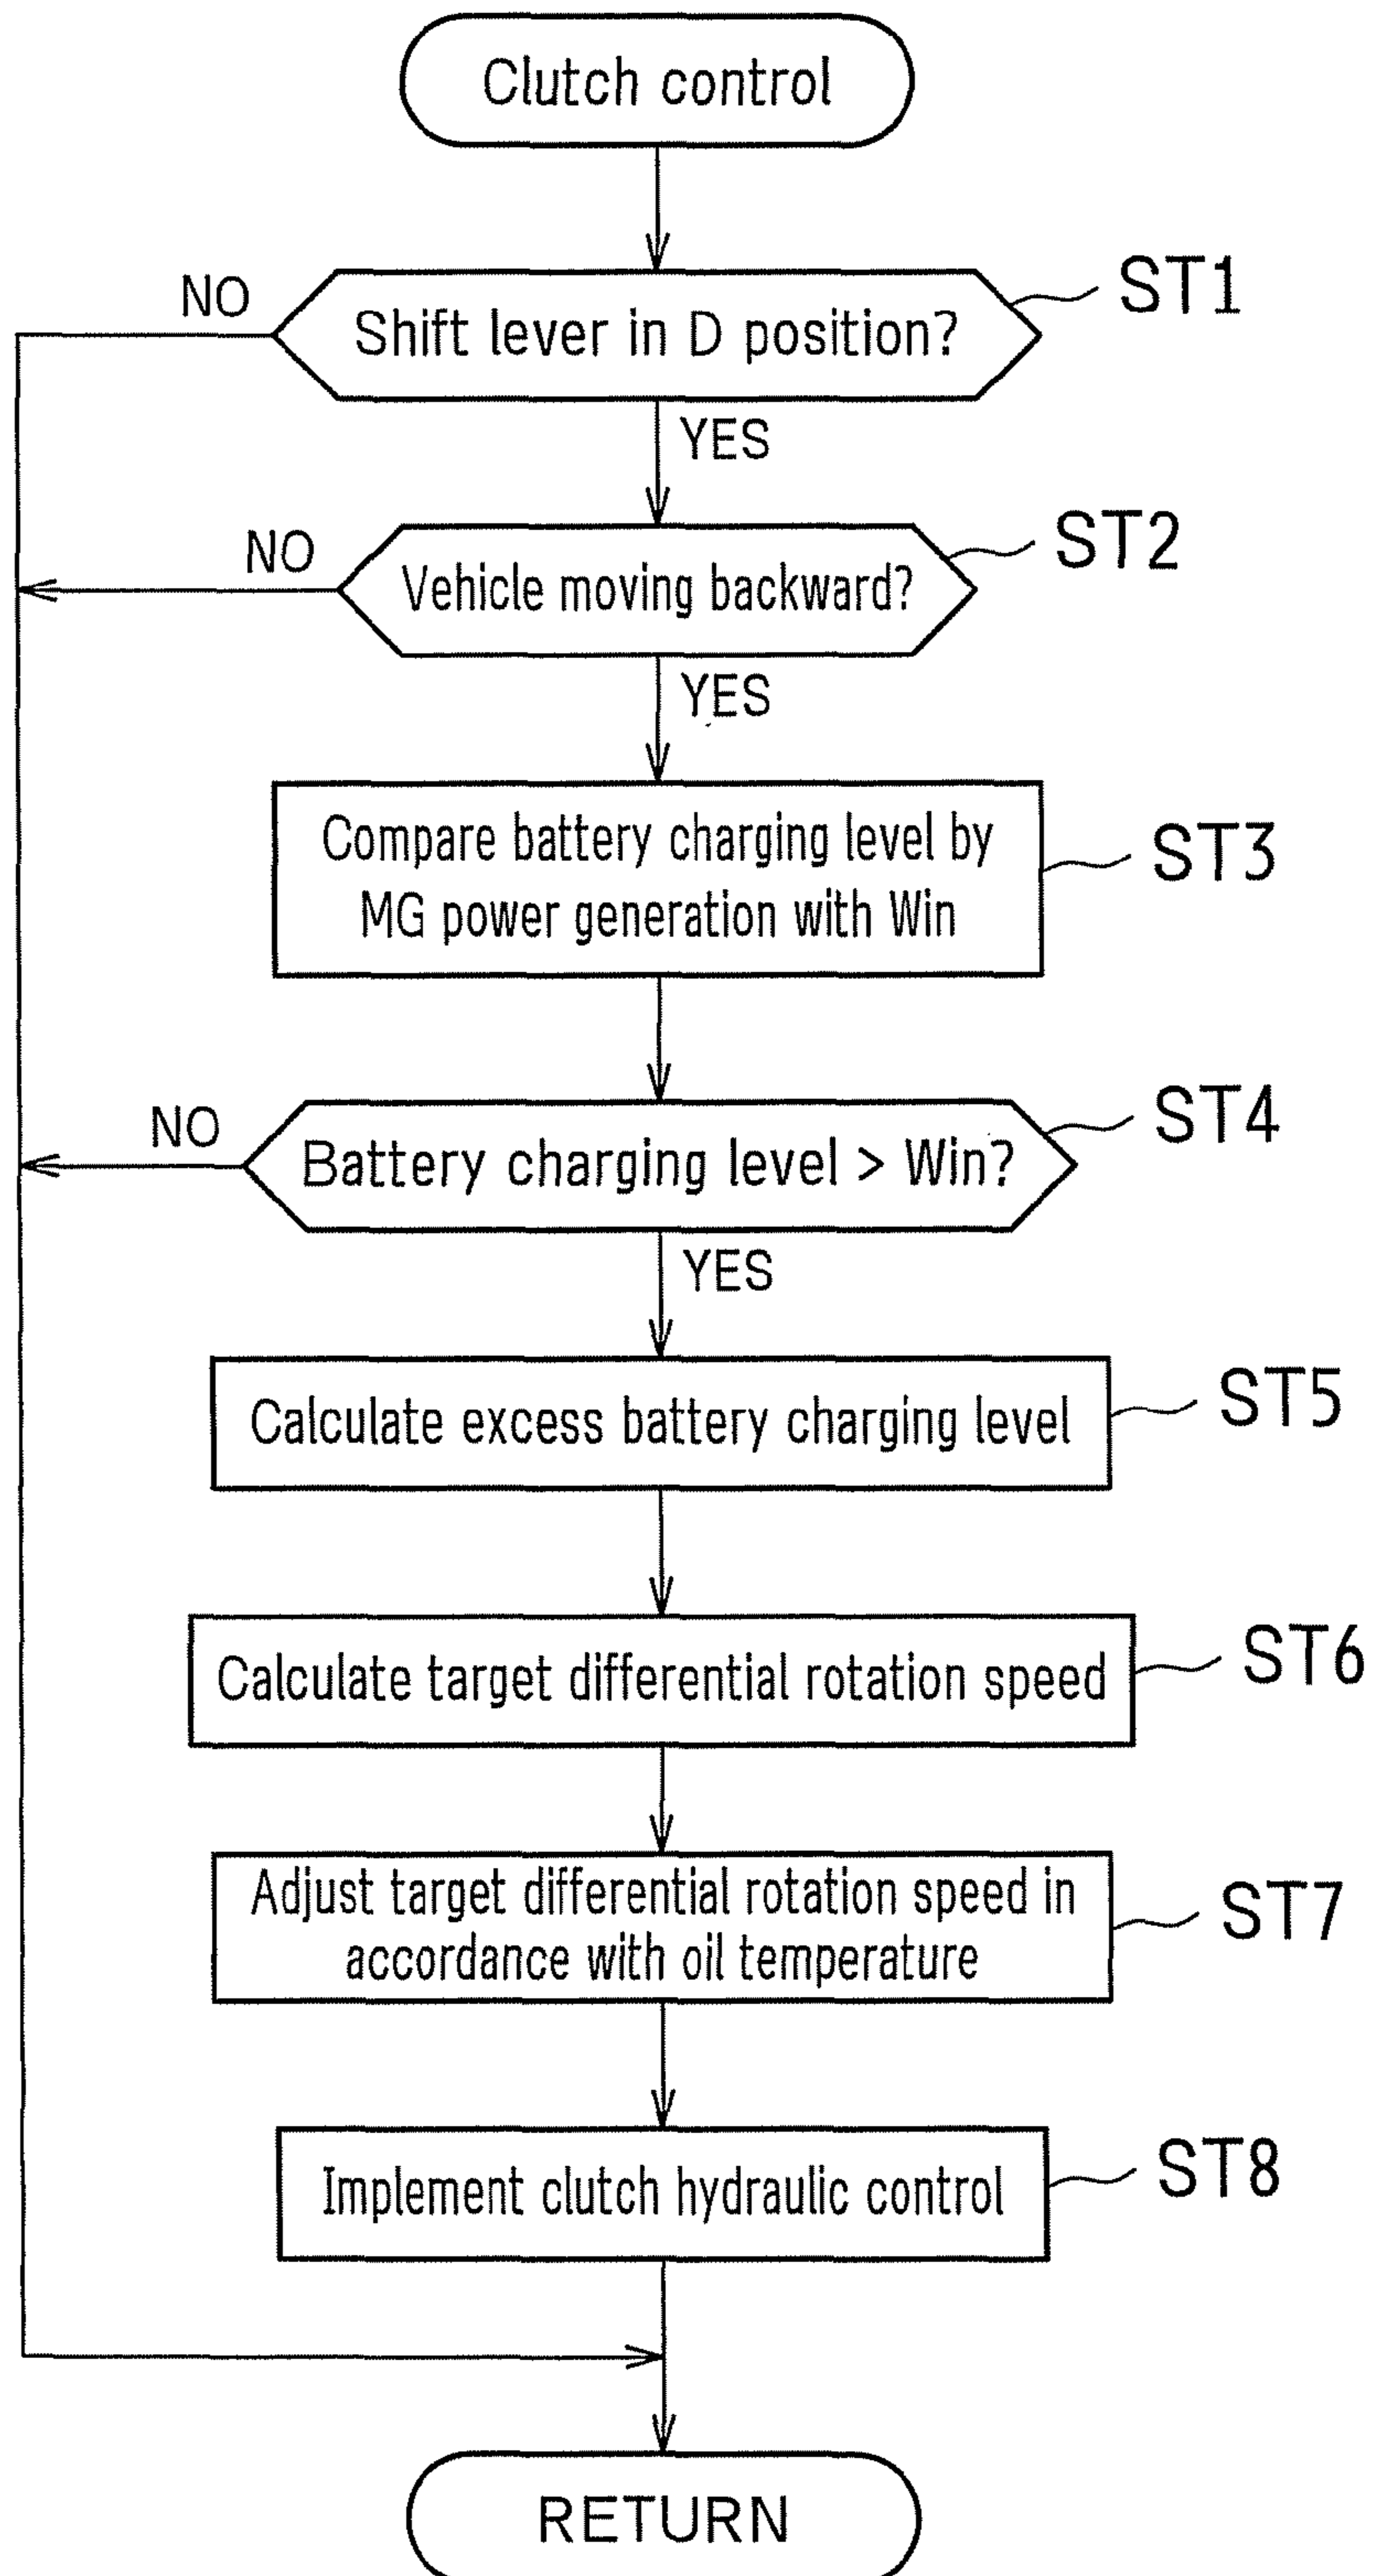 Clutch control
NO
Shift lever in D position?
ST1
YES
NO
Vehicle moving backward?
ST2
YES
Compare battery charging level by
MG power generation with Win
ST3
NO
Battery charging level > Win?
ST4
YES
Calculate excess battery charging level
ST5
Calculate target differential rotation speed
ST6
Adjust target differential rotation speed in
accordance with oil temperature
ST7
Implement clutch hydraulic control
ST8
RETURN